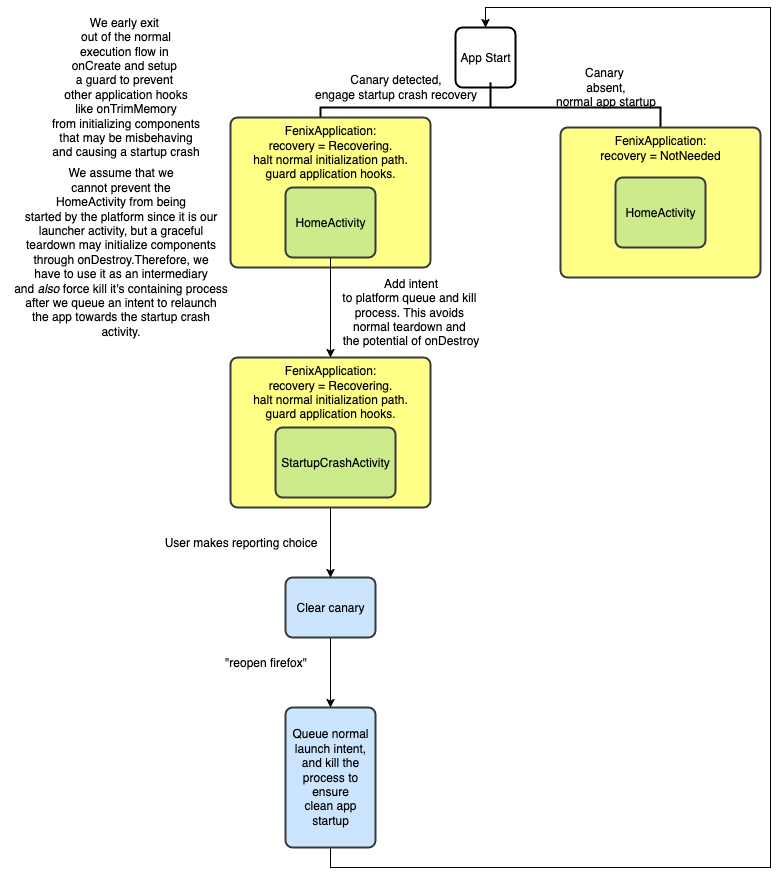 We early exit
out of the normal
execution flow in
onCreate and setup
a guard to prevent
other application hooks
like onTrimMemory
from initializing components
that may be misbehaving
and causing a startup crash
We assume that we
cannot prevent the
HomeActivity from being
started by the platform since it is our
launcher activity, but a graceful
teardown may initialize components
through onDestroy.Therefore, we
have to use it as an intermediary
and also force kill it's containing process
after we queue an intent to relaunch
the app towards the startup crash
activity.
App Start
Canary detected,
engage startup crash recovery
Canary
absent,
normal app startup
FenixApplication:
recovery = Recovering.
halt normal initialization path.
guard application hooks.
HomeActivity
FenixApplication:
recovery = NotNeeded
HomeActivity
Add intent
to platform queue and kill
process. This avoids
normal teardown and
the potential of onDestroy
FenixApplication:
recovery = Recovering.
halt normal initialization path.
guard application hooks.
StartupCrashActivity
User makes reporting choice
Clear canary
"reopen firefox"
Queue normal
launch intent,
and kill the
process to
ensure
clean app
startup